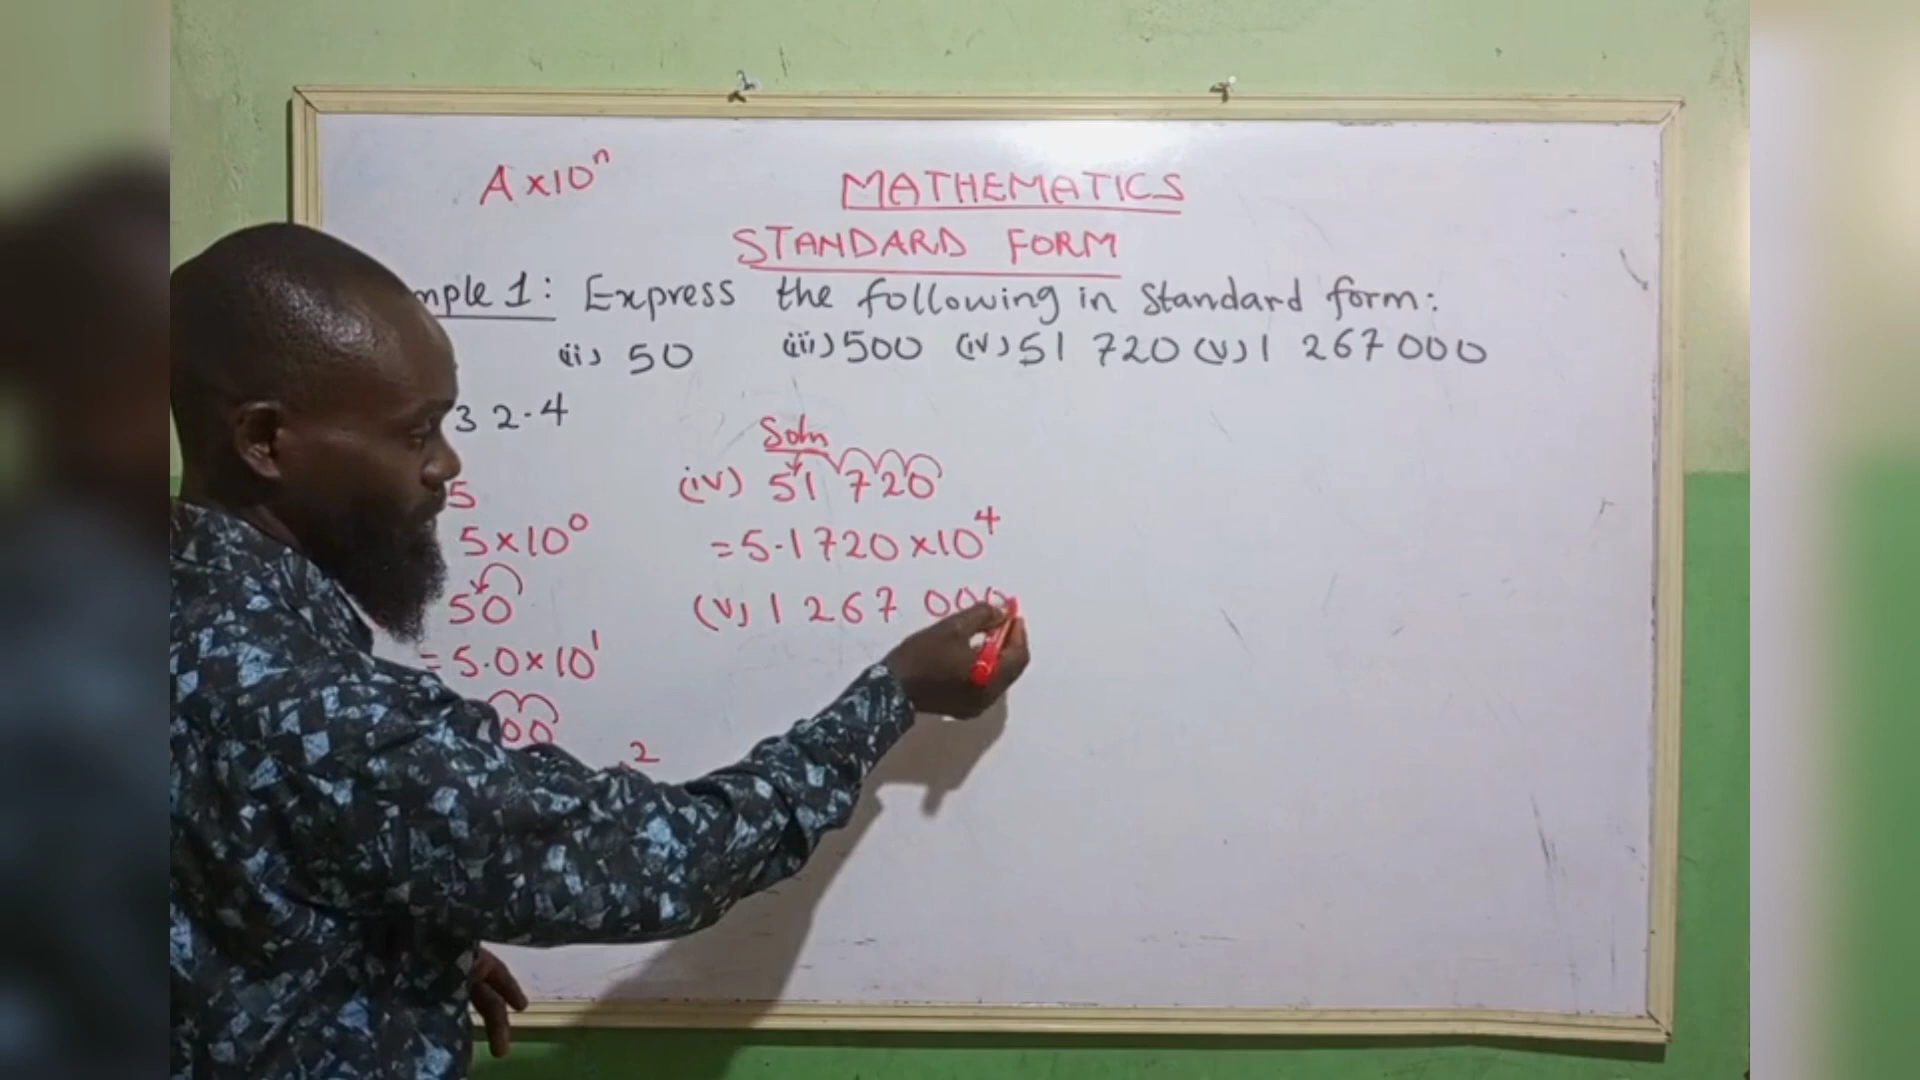 A×10ⁿ
MATHEMATICS
STANDARD FORM
mple 1: Express the following in Standard form:
(ii) 50 (iii) 500 (iv) 51 720 (v) 1 267 000
32.4
5
5×10⁰
50
=5.0×10¹
00
2
Soln
(iv) 51 720
=5.1720×10⁴
(v) 1 267 000